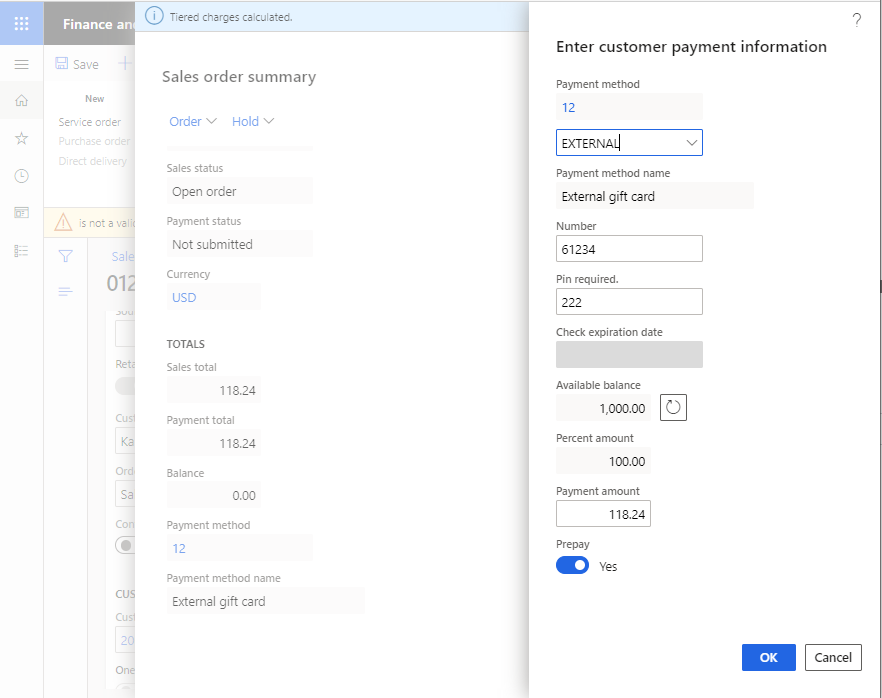 Finance and
Save
New
Service order
Purchase order
Direct delivery
is not a valid
Sale
012
Reta
Cust
Ka
Ord
Sa
Con
CUS
Cust
20
One
Tiered charges calculated.
Sales order summary
Order
Hold
Sales status
Open order
Payment status
Not submitted
Currency
USD
TOTALS
Sales total
118.24
Payment total
118.24
Balance
0.00
Payment method
12
Payment method name
External gift card
?
Enter customer payment information
Payment method
12
EXTERNAL
Payment method name
External gift card
Number
61234
Pin required.
222
Check expiration date
Available balance
1,000.00
Percent amount
100.00
Payment amount
118.24
Prepay
Yes
OK
Cancel